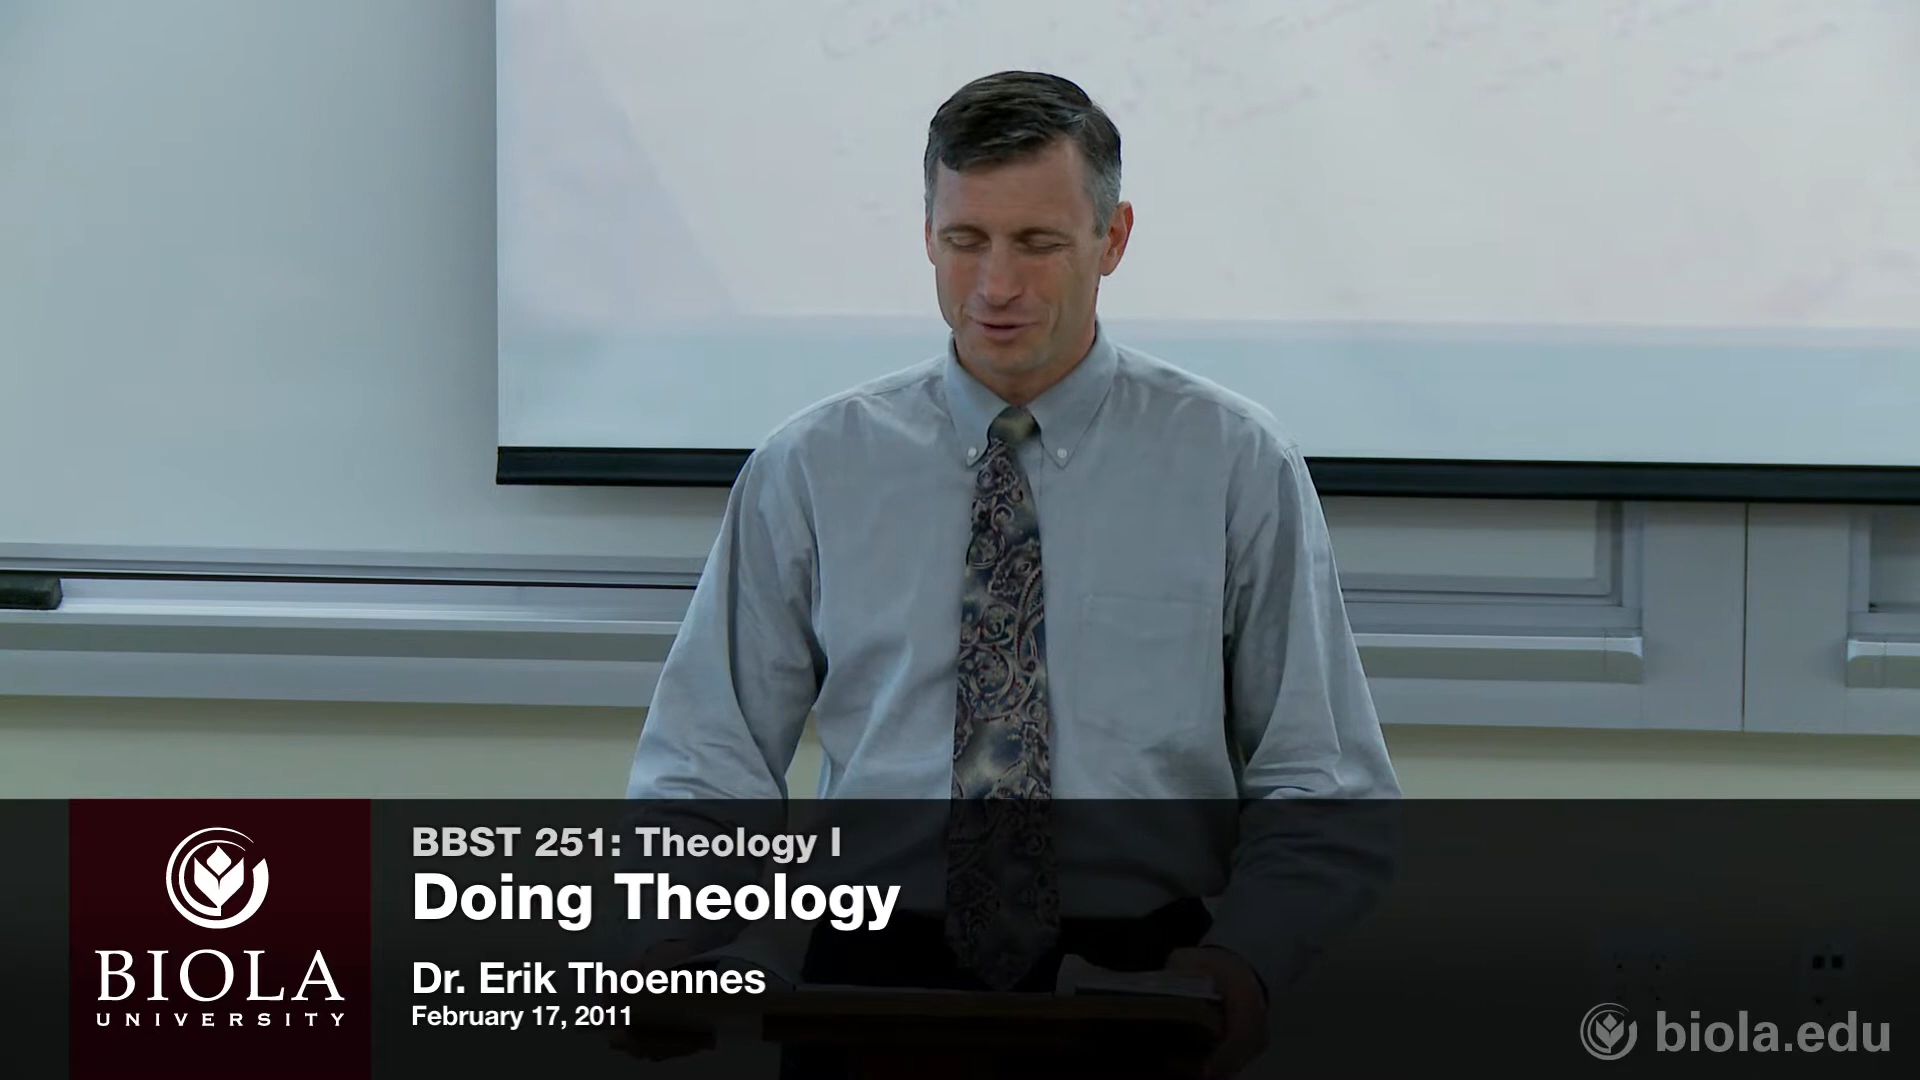 BBST 251: Theology I
Doing Theology
Dr. Erik Thoennes
February 17, 2011
BIOLA
UNIVERSITY
biola.edu